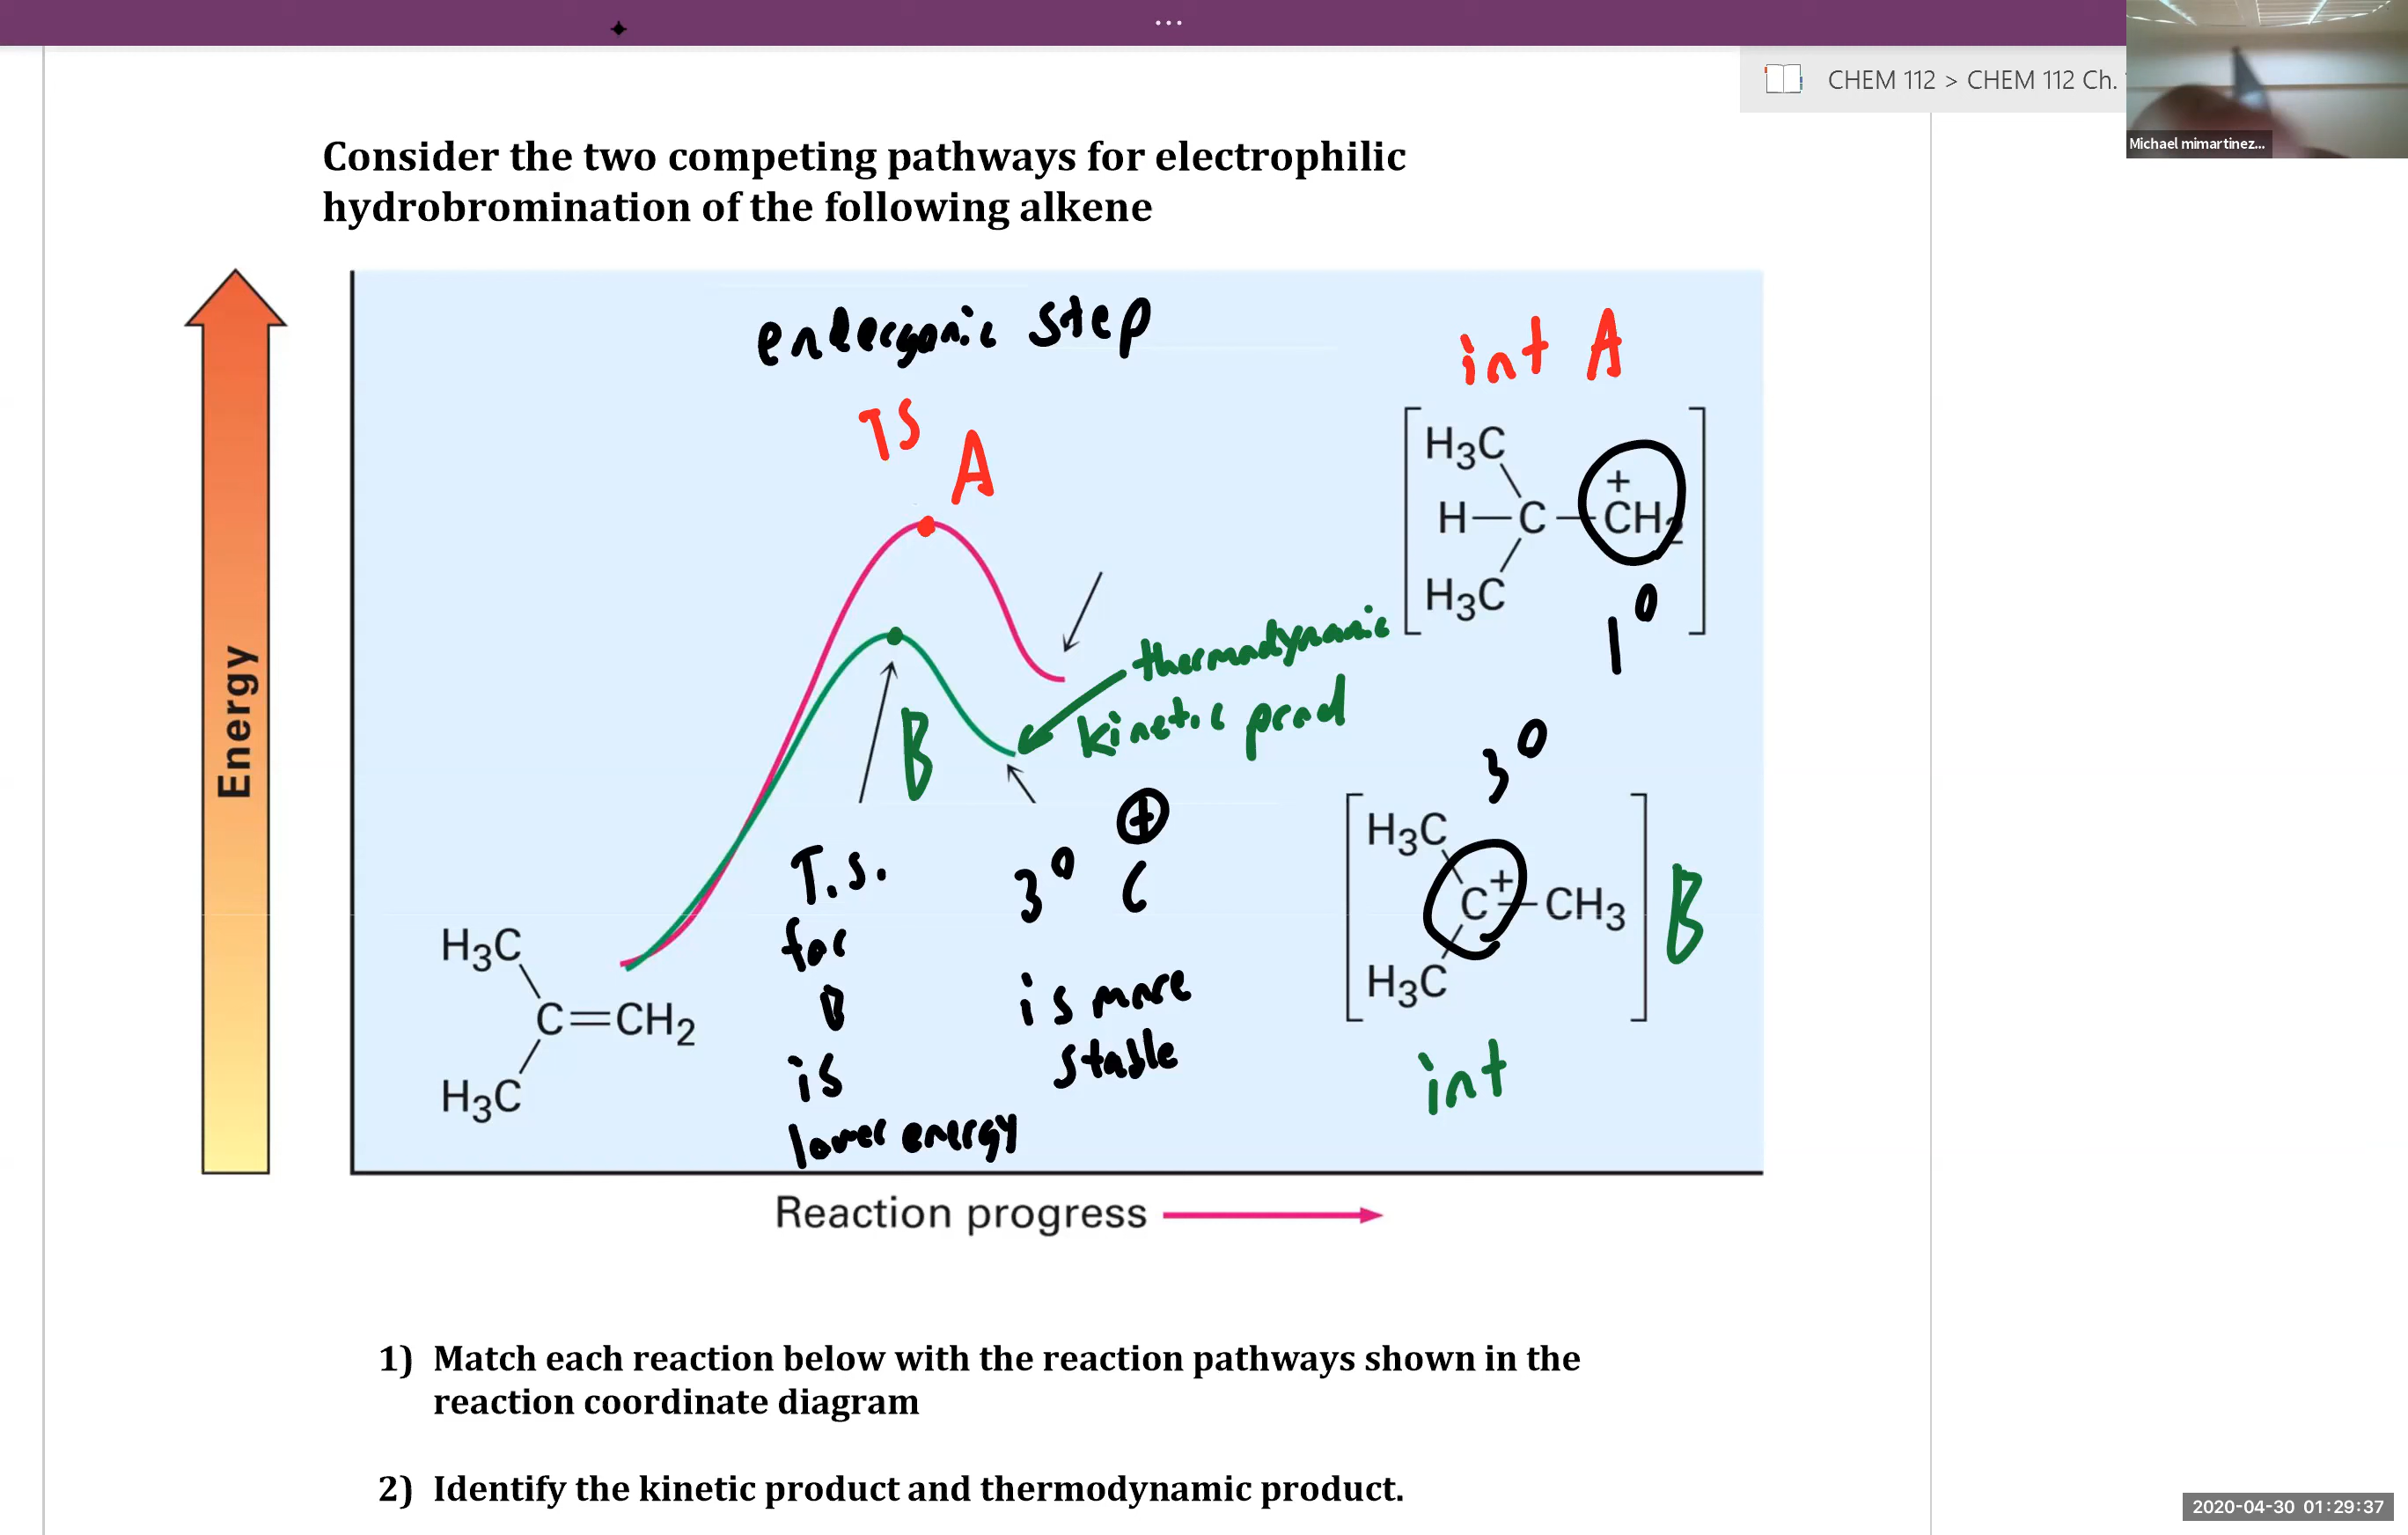 ...
CHEM 112 > CHEM 112 Ch.
Michael mimartinez...
Consider the two competing pathways for electrophilic
hydrobromination of the following alkene
endergonic step
TS
A
int A
H3C
+
H—C—CH2
H3C
1°
thermodynamic
kinetic prod
B
Energy
3°
H3C
C+—CH3
H3C
B
int
T.S.
for
B
is
lower energy
+
3° C
is more
stable
H3C
C=CH2
H3C
Reaction progress
1) Match each reaction below with the reaction pathways shown in the
reaction coordinate diagram
2) Identify the kinetic product and thermodynamic product.
2020-04-30 01:29:37